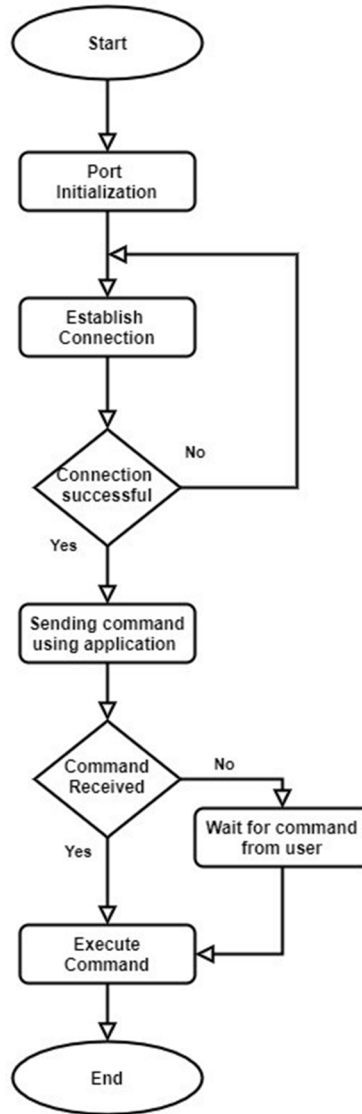 Start
Port
Initialization
Establish
Connection
Connection
successful
No
Yes
Sending command
using application
Command
Received
No
Yes
Wait for command
from user
Execute
Command
End